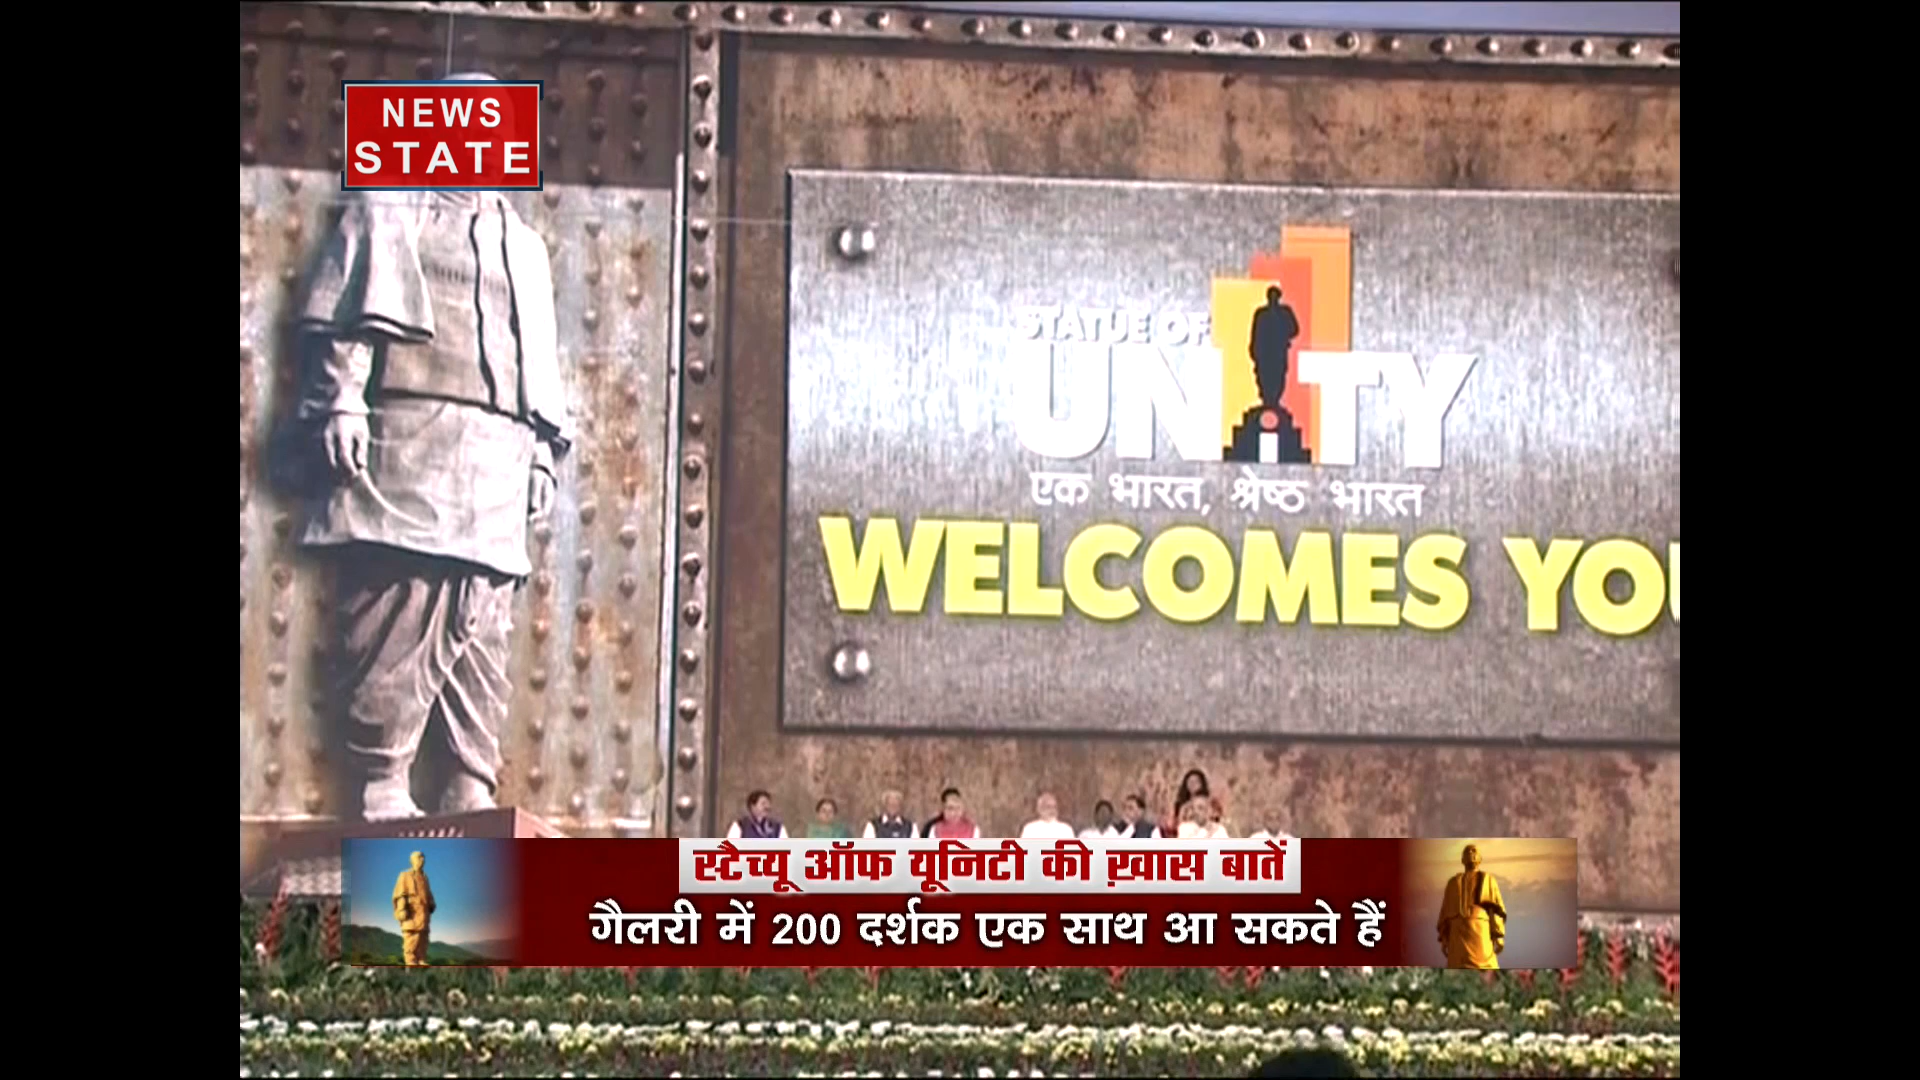 NEWS
STATE
STATUE OF
UNITY
एक भारत, श्रेष्ठ भारत
WELCOMES YOU
स्टैच्यू ऑफ यूनिटी की ख़ास बातें
गैलरी में 200 दर्शक एक साथ आ सकते हैं